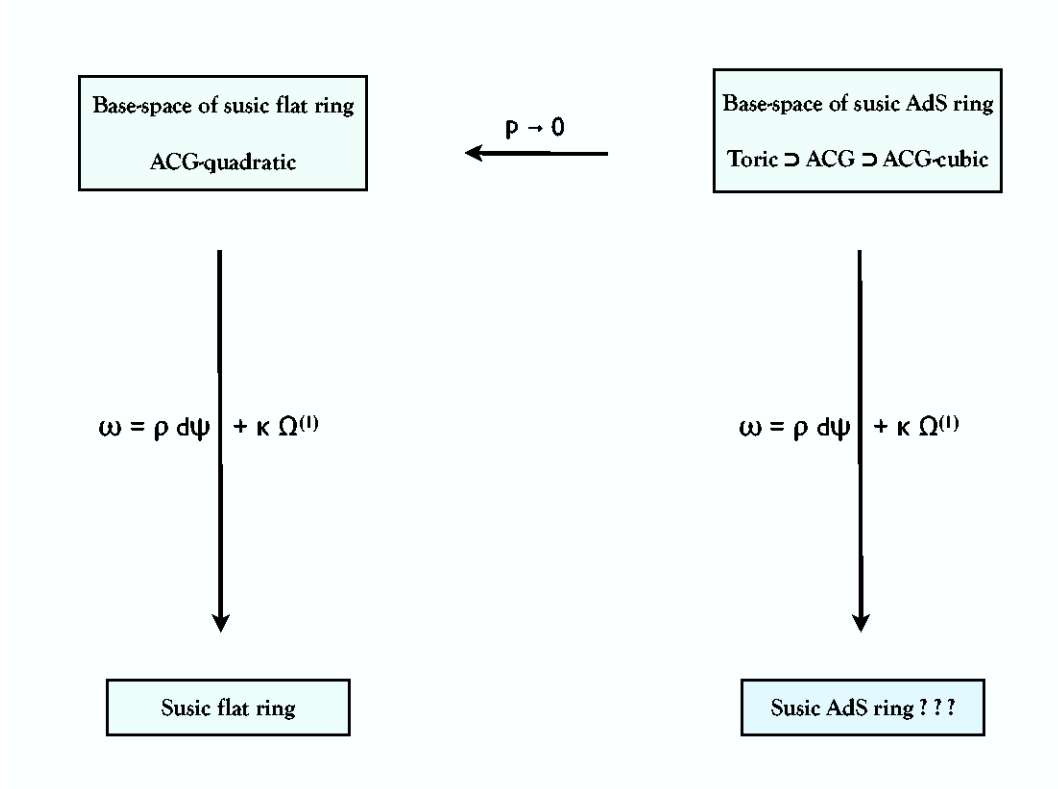 Base-space of susic flat ring
ACG-quadratic
p → 0
Base-space of susic AdS ring
Toric ⊃ ACG ⊃ ACG-cubic
ω = ρ dψ + κ Ω⁽¹⁾
ω = ρ dψ + κ Ω⁽¹⁾
Susic flat ring
Susic AdS ring ? ? ?